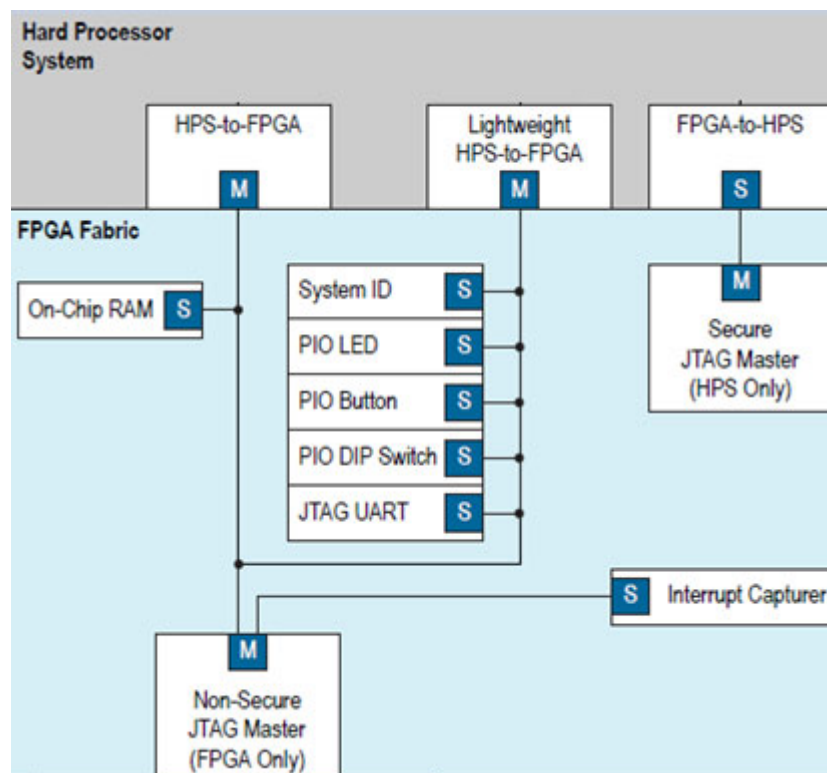 Hard Processor
System
HPS-to-FPGA
M
Lightweight
HPS-to-FPGA
M
FPGA-to-HPS
S
FPGA Fabric
On-Chip RAM S
System ID S
PIO LED S
PIO Button S
PIO DIP Switch S
JTAG UART S
M
Secure
JTAG Master
(HPS Only)
S Interrupt Capturer
M
Non-Secure
JTAG Master
(FPGA Only)